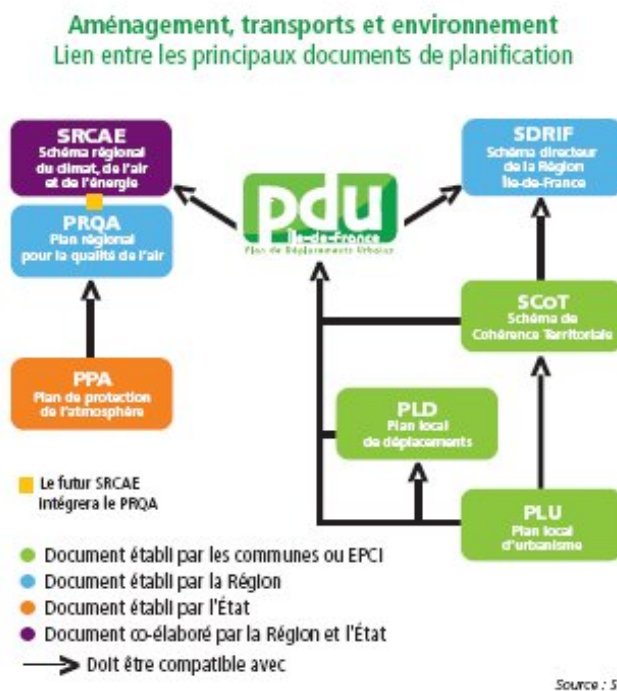 Aménagement, transports et environnement
Lien entre les principaux documents de planification
SRCAE
Schéma régional
du climat, de l'air
et de l'énergie
PRQA
Plan régional
pour la qualité de l'air
pdu
Île-de-France
Plan de Déplacements Urbains
SDRIF
Schéma directeur
de la Région
Île-de-France
SCoT
Schéma de
Cohérence Territoriale
PPA
Plan de protection
de l'atmosphère
PLD
Plan local
de déplacements
PLU
Plan local
d'urbanisme
Le futur SRCAE
intégrera le PRQA
Document établi par les communes ou EPCI
Document établi par la Région
Document établi par l'État
Document co-élaboré par la Région et l'État
Doit être compatible avec
Source : S